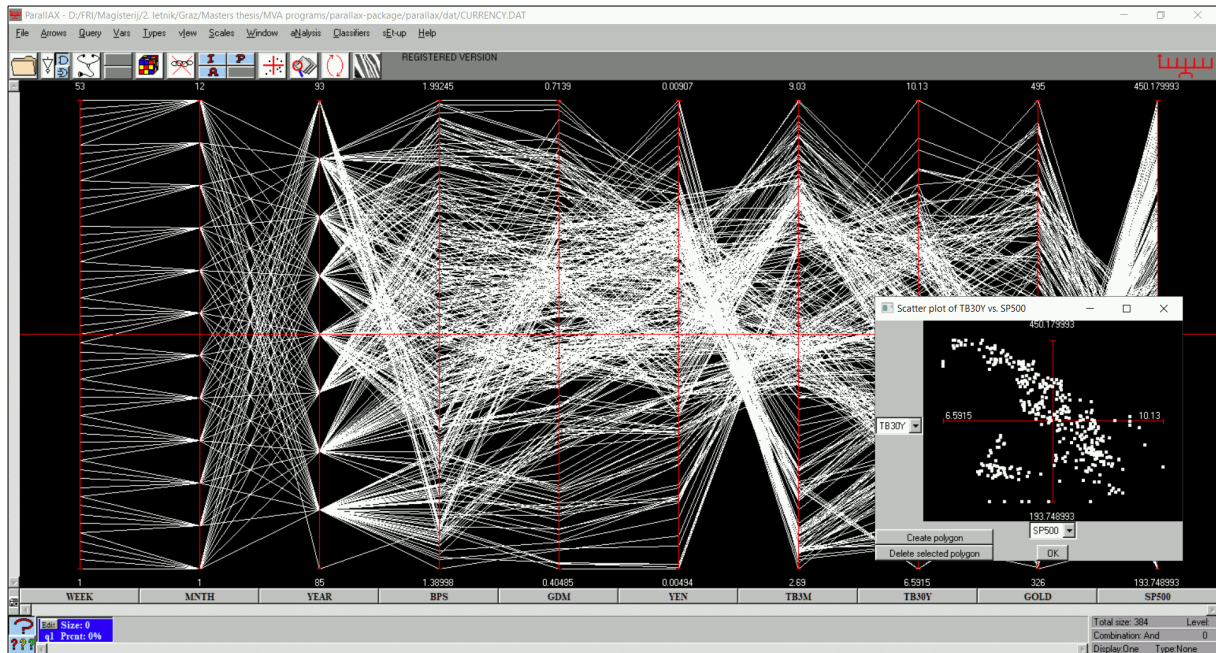 ParallAX - D:/FRI/Magisterij/2. letnik/Graz/Masters thesis/MVA programs/parallax-package/parallax/dat/CURRENCY.DAT
File Arrows Query Vars Types vIew Scales Window aNalysis Classifiers sEt-up Help
I P
A
REGISTERED VERSION
53 12 93 1.99245 0.7139 0.00907 9.03 10.13 495 450.179993
Scatter plot of TB30Y vs. SP500
450.179993
6.5915 10.13
TB30Y
193.748993
SP500
Create polygon
Delete selected polygon OK
1 1 85 1.38998 0.40485 0.00494 2.69 6.5915 326 193.748993
WEEK MNTH YEAR BPS GDM YEN TB3M TB30Y GOLD SP500
? Edit Size: 0
??? q1 Prcnt: 0%
Total size: 384 Level:
Combination: And 0
Display:One Type:None